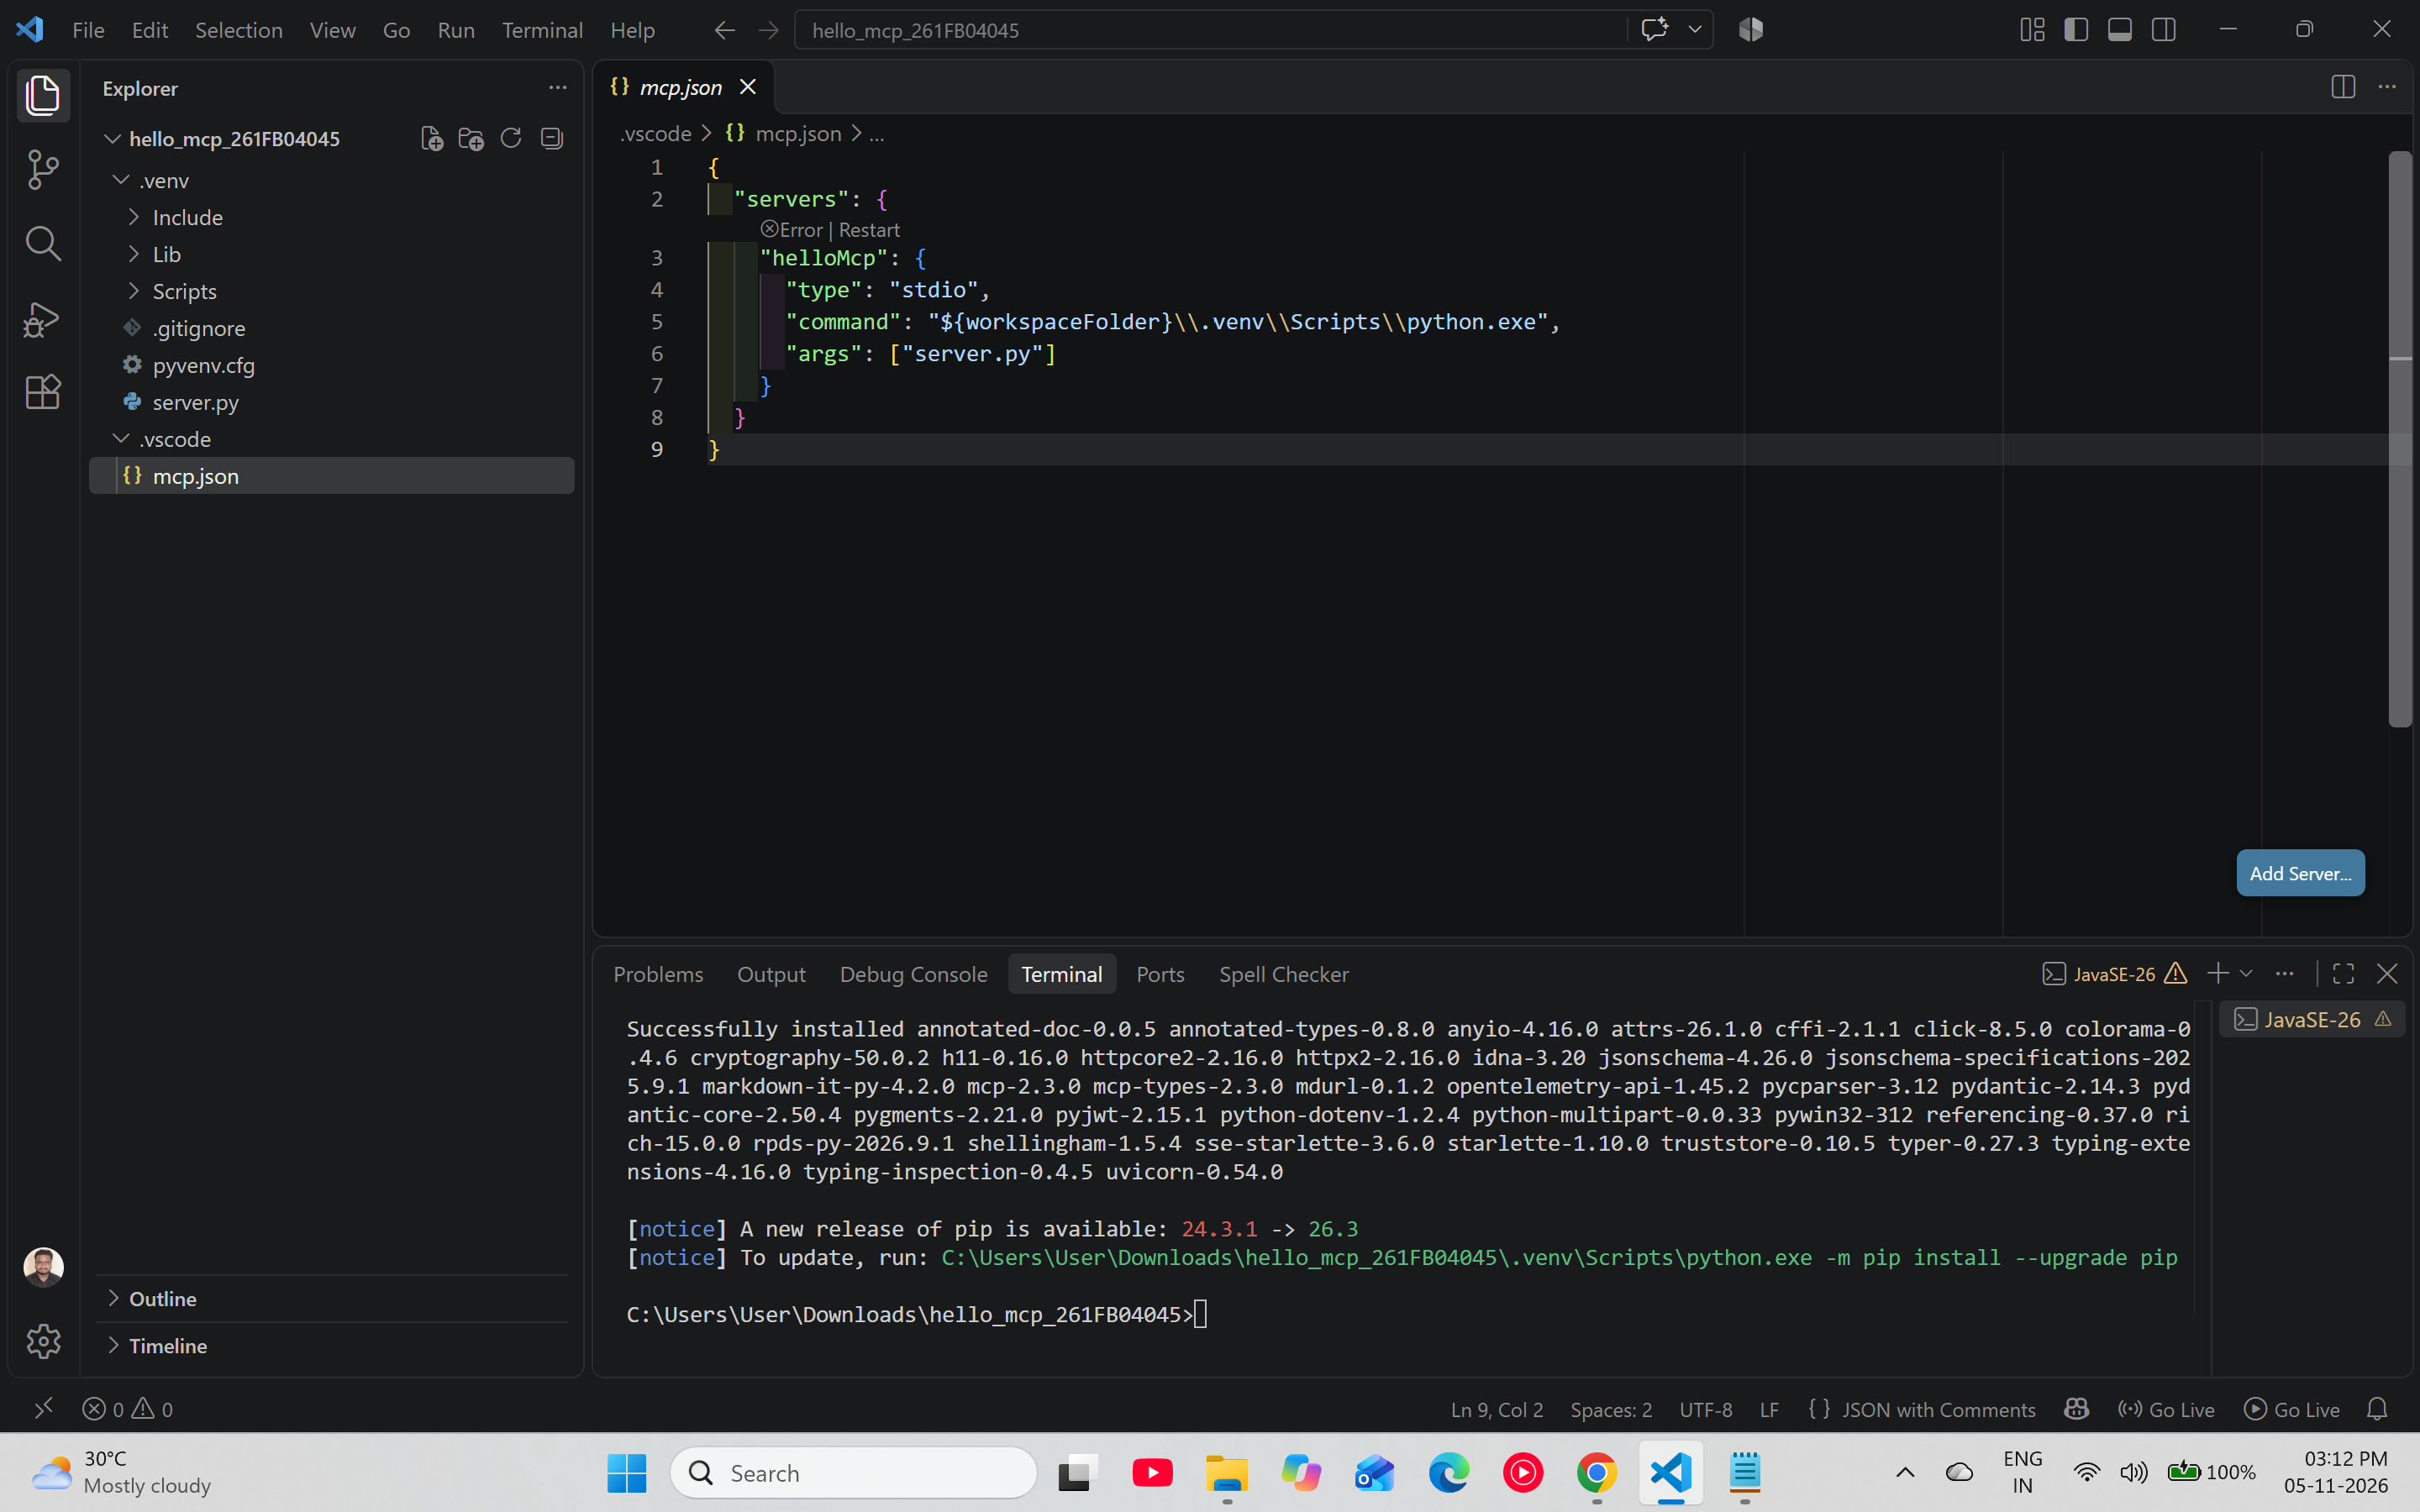 File Edit Selection View Go Run Terminal Help
hello_mcp_261FB04045
Explorer
hello_mcp_261FB04045
.venv
Include
Lib
Scripts
.gitignore
pyvenv.cfg
server.py
.vscode
mcp.json
Outline
Timeline
mcp.json
.vscode > {} mcp.json > ...
1 {
2 "servers": {
Error | Restart
3 "helloMcp": {
4 "type": "stdio",
5 "command": "${workspaceFolder}\\.venv\\Scripts\\python.exe",
6 "args": ["server.py"]
7 }
8 }
9 }
Add Server...
Problems Output Debug Console Terminal Ports Spell Checker
JavaSE-26
JavaSE-26
Successfully installed annotated-doc-0.0.5 annotated-types-0.8.0 anyio-4.16.0 attrs-26.1.0 cffi-2.1.1 click-8.5.0 colorama-0
.4.6 cryptography-50.0.2 h11-0.16.0 httpcore2-2.16.0 httpx2-2.16.0 idna-3.20 jsonschema-4.26.0 jsonschema-specifications-202
5.9.1 markdown-it-py-4.2.0 mcp-2.3.0 mcp-types-2.3.0 mdurl-0.1.2 opentelemetry-api-1.45.2 pycparser-3.12 pydantic-2.14.3 pyd
antic-core-2.50.4 pygments-2.21.0 pyjwt-2.15.1 python-dotenv-1.2.4 python-multipart-0.0.33 pywin32-312 referencing-0.37.0 ri
ch-15.0.0 rpds-py-2026.9.1 shellingham-1.5.4 sse-starlette-3.6.0 starlette-1.10.0 truststore-0.10.5 typer-0.27.3 typing-exte
nsions-4.16.0 typing-inspection-0.4.5 uvicorn-0.54.0
[notice] A new release of pip is available: 24.3.1 -> 26.3
[notice] To update, run: C:\Users\User\Downloads\hello_mcp_261FB04045\.venv\Scripts\python.exe -m pip install --upgrade pip
C:\Users\User\Downloads\hello_mcp_261FB04045>
0 0
Ln 9, Col 2 Spaces: 2 UTF-8 LF {} JSON with Comments Go Live Go Live
30°C
Mostly cloudy
Search
ENG
IN
100%
03:12 PM
05-11-2026